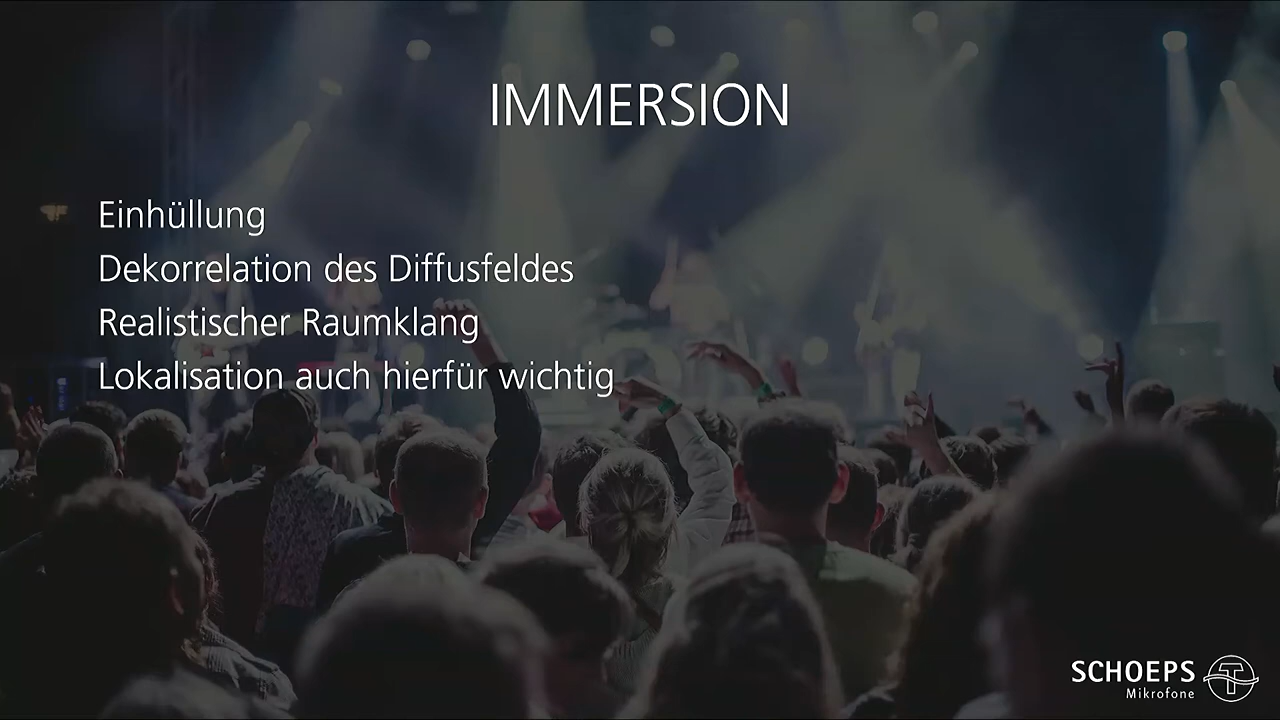 IMMERSION
Einhüllung
Dekorrelation des Diffusfeldes
Realistischer Raumklang
Lokalisation auch hierfür wichtig
SCHOEPS
Mikrofone